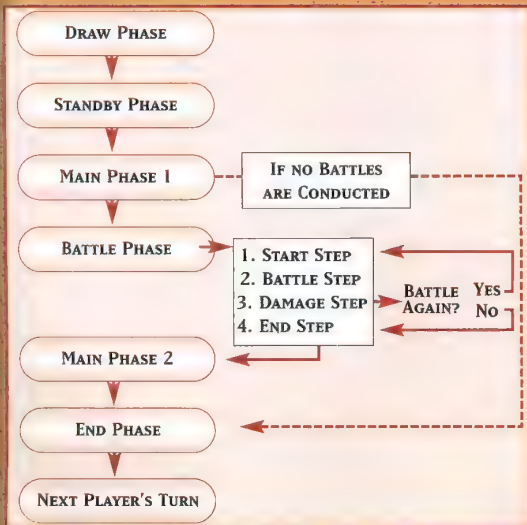 DRAW PHASE
STANDBY PHASE
MAIN PHASE 1
IF NO BATTLES
ARE CONDUCTED
BATTLE PHASE
1. START STEP
2. BATTLE STEP
3. DAMAGE STEP
4. END STEP
BATTLE YES
AGAIN? NO
MAIN PHASE 2
END PHASE
NEXT PLAYER'S TURN